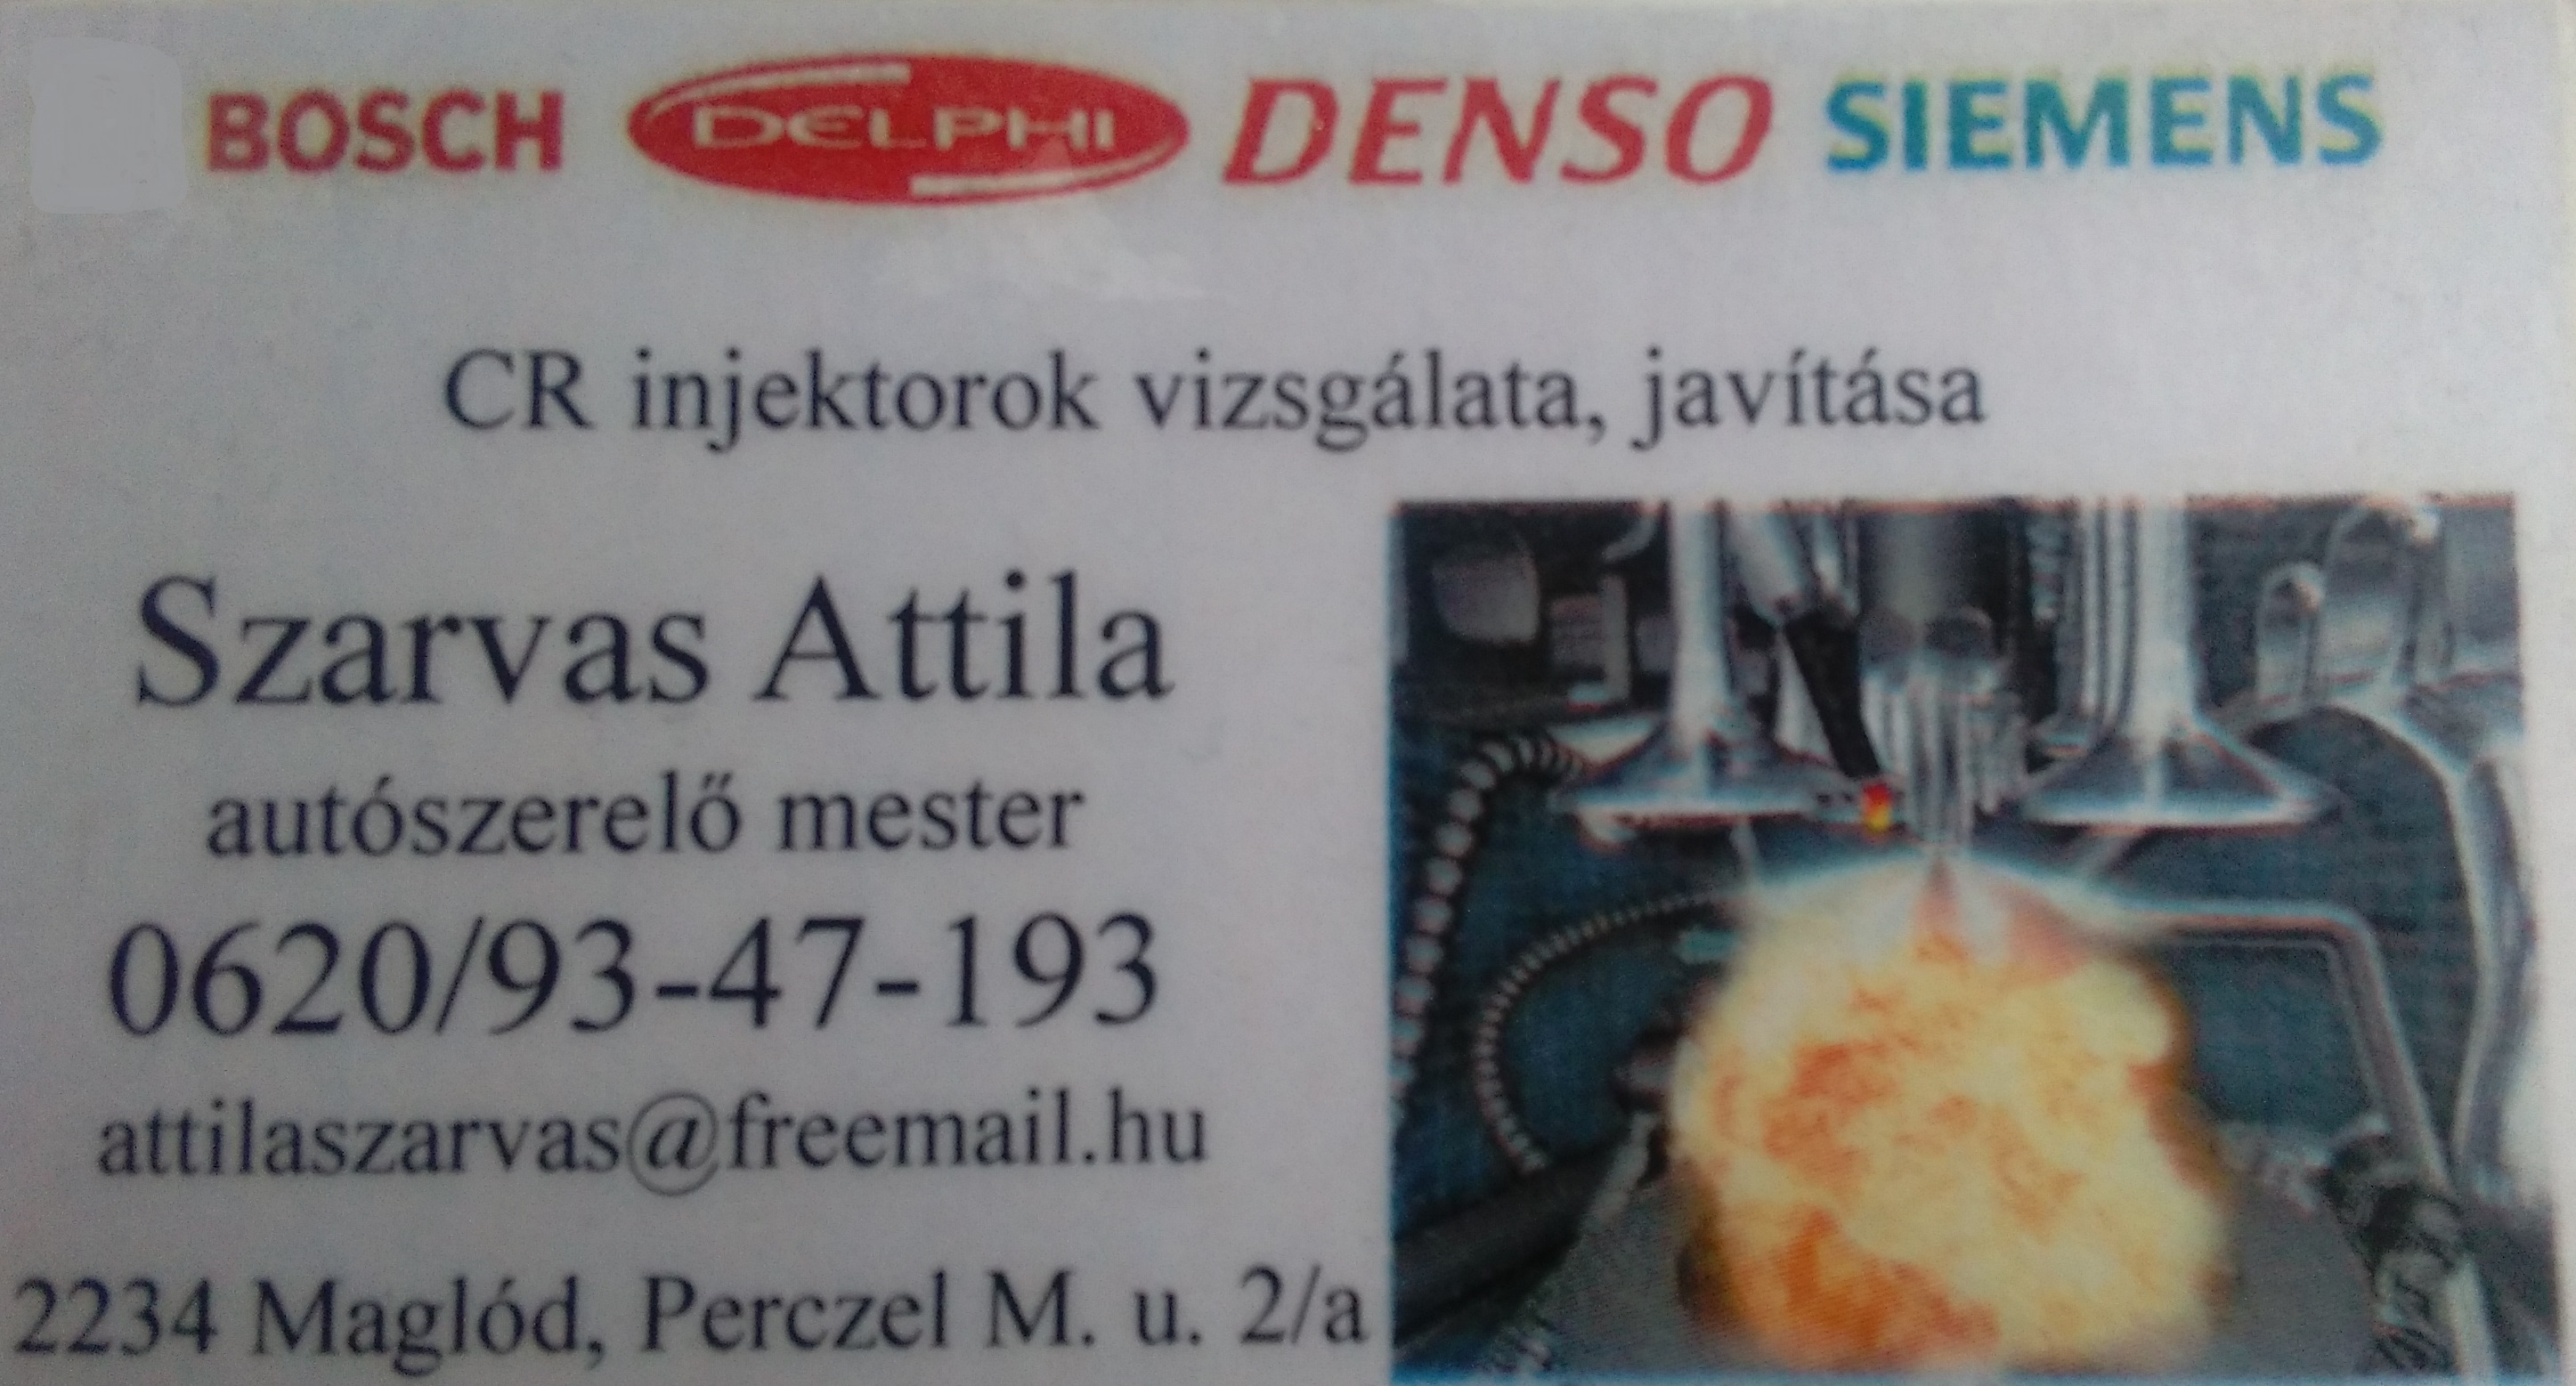 BOSCH DELPHI DENSO SIEMENS
CR injektorok vizsgálata, javítása
Szarvas Attila
autószerelő mester
0620/93-47-193
attilaszarvas@freemail.hu
2234 Maglód, Perczel M. u. 2/a